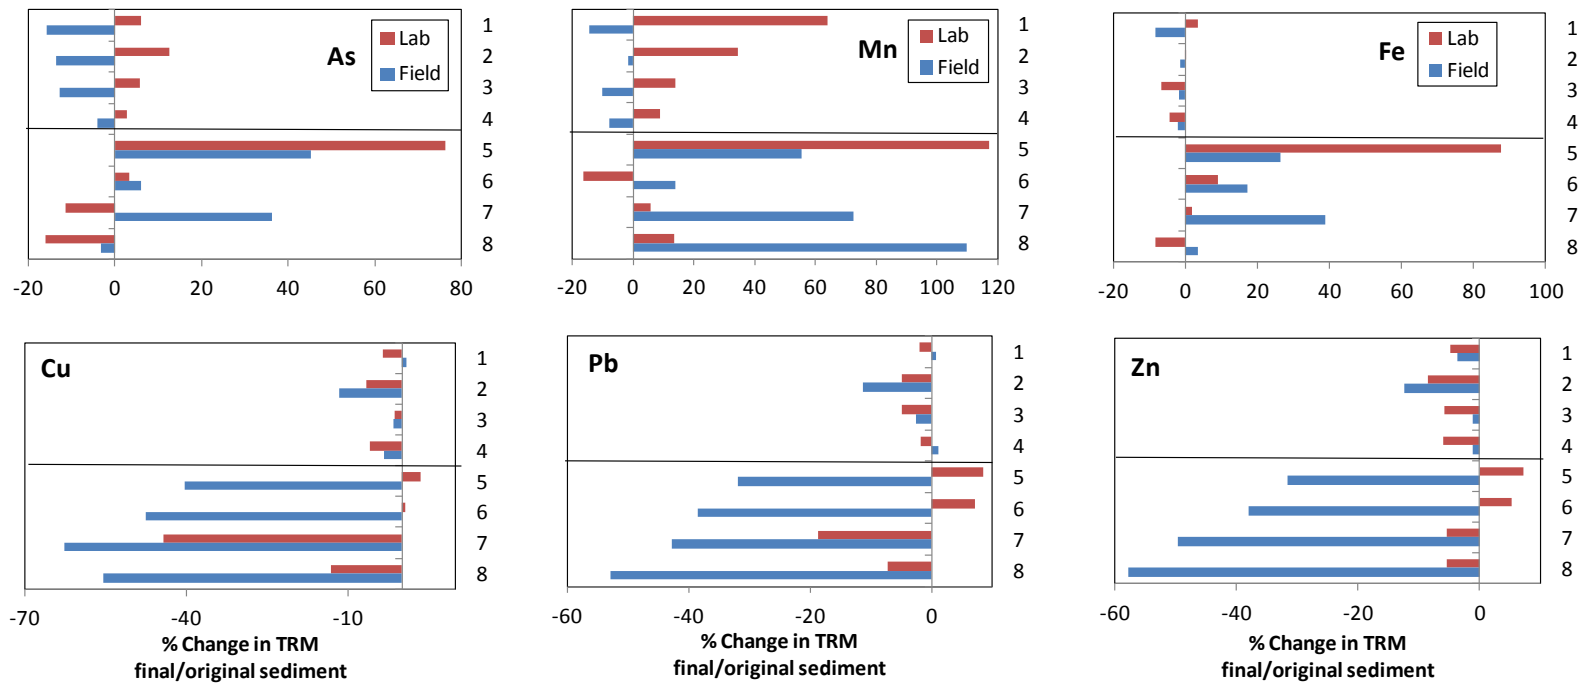 As
Lab
Field
1
2
3
4
5
6
7
8
-20 0 20 40 60 80
Mn
Lab
Field
1
2
3
4
5
6
7
8
-20 0 20 40 60 80 100 120
Fe
Lab
Field
1
2
3
4
5
6
7
8
-20 0 20 40 60 80 100
Cu
1
2
3
4
5
6
7
8
-70 -40 -10
% Change in TRM
final/original sediment
Pb
1
2
3
4
5
6
7
8
-60 -40 -20 0
% Change in TRM
final/original sediment
Zn
1
2
3
4
5
6
7
8
-60 -40 -20 0
% Change in TRM
final/original sediment